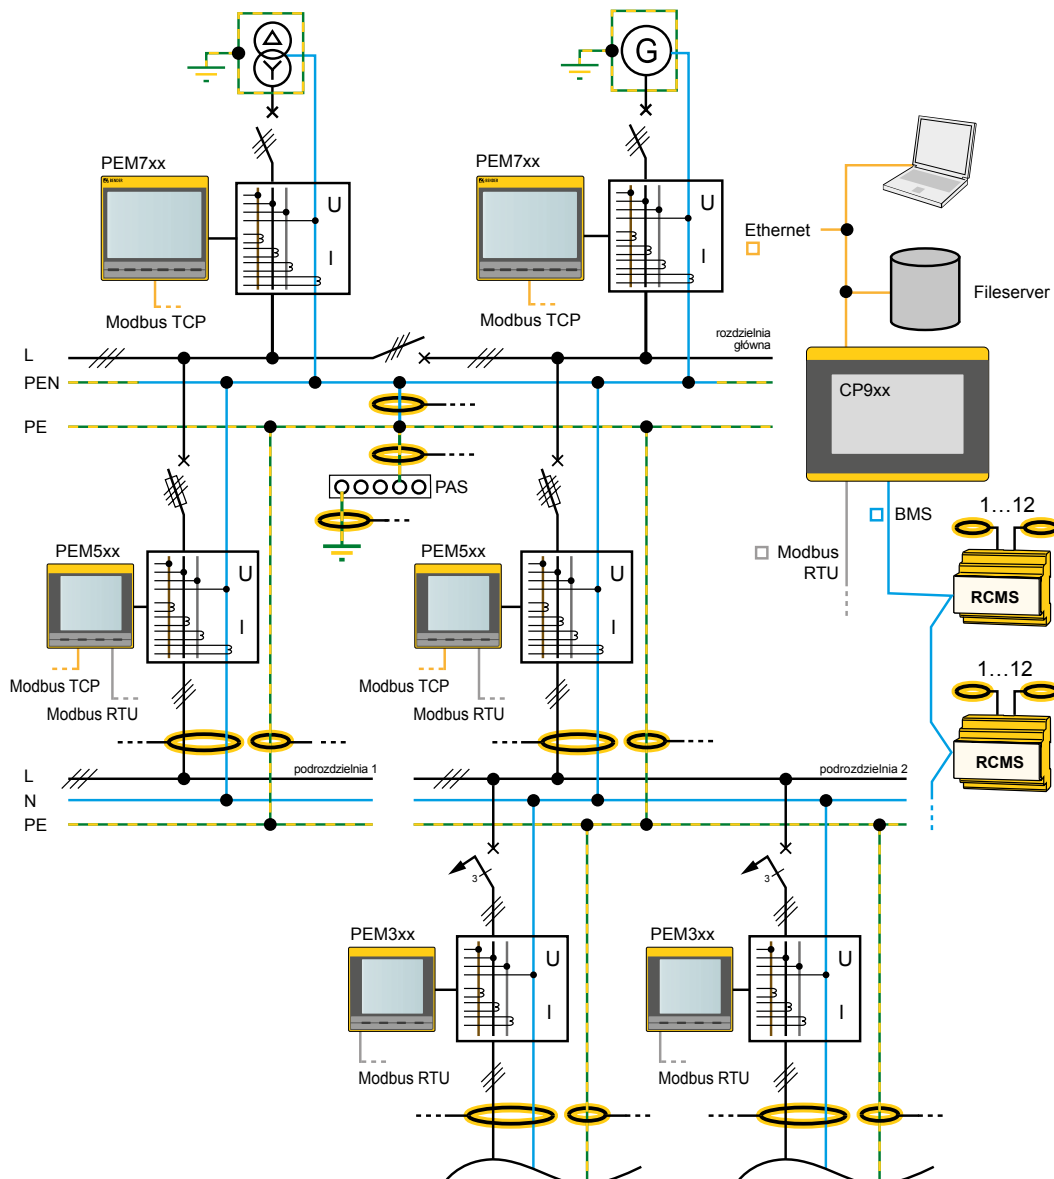 G
PEM7xx
BENDER
U
I
Modbus TCP
PEM7xx
BENDER
U
I
Modbus TCP
Ethernet
Fileserver
CP9xx
L
rozdzielnia
główna
PEN
PE
PAS
BMS
Modbus
RTU
1...12
RCMS
1...12
RCMS
PEM5xx
U
I
Modbus TCP
Modbus RTU
PEM5xx
U
I
Modbus TCP
Modbus RTU
L
podrozdzielnia 1
podrozdzielnia 2
N
PE
3
3
PEM3xx
U
I
Modbus RTU
PEM3xx
U
I
Modbus RTU